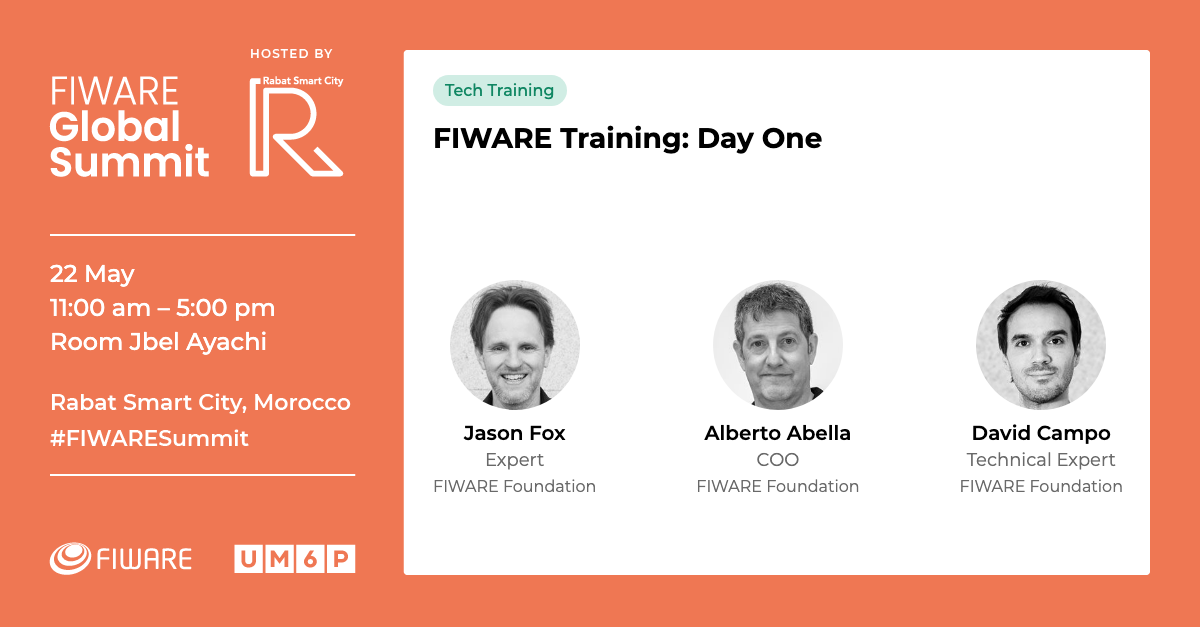 FIWARE
Global
Summit
HOSTED BY
Rabat Smart City
R
22 May
11:00 am – 5:00 pm
Room Jbel Ayachi
Rabat Smart City, Morocco
#FIWARESummit
FIWARE
UM6P
Tech Training
FIWARE Training: Day One
Jason Fox
Expert
FIWARE Foundation
Alberto Abella
COO
FIWARE Foundation
David Campo
Technical Expert
FIWARE Foundation